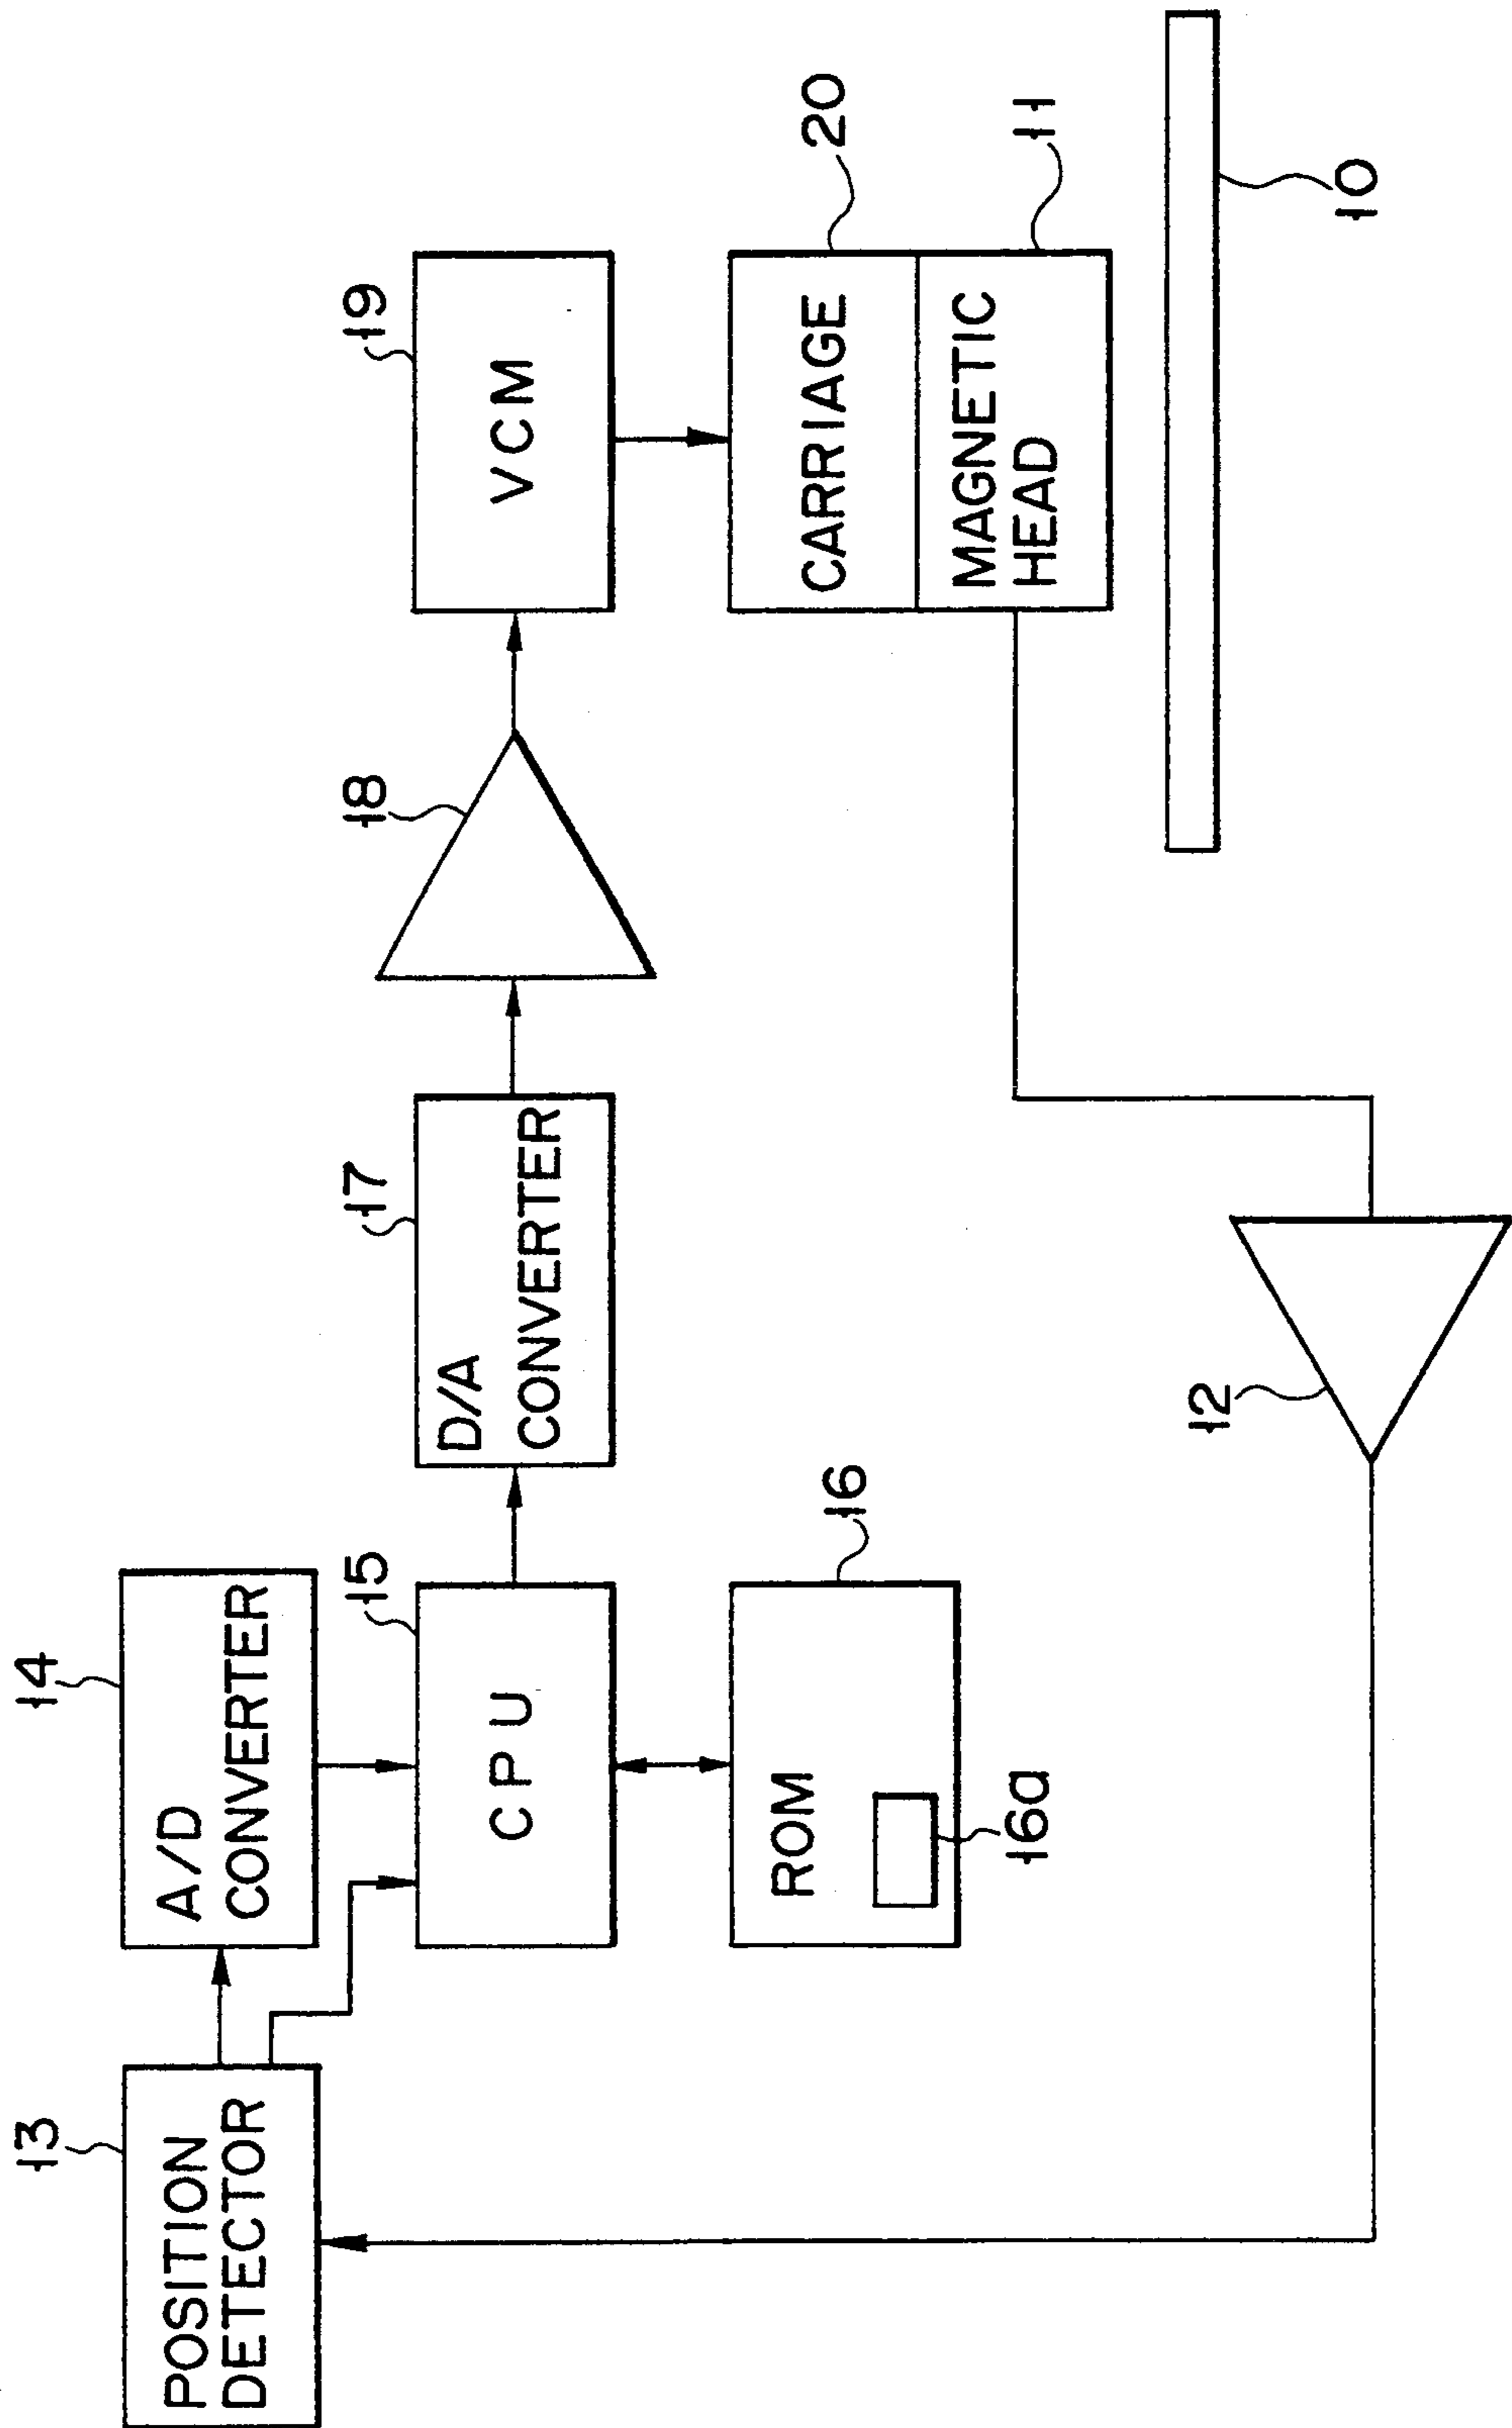 13
POSITION
DETECTOR
14
A/D
CONVERTER
15
CPU
ROM
16
16a
17
D/A
CONVERTER
18
19
VCM
20
CARRIAGE
11
MAGNETIC
HEAD
10
12